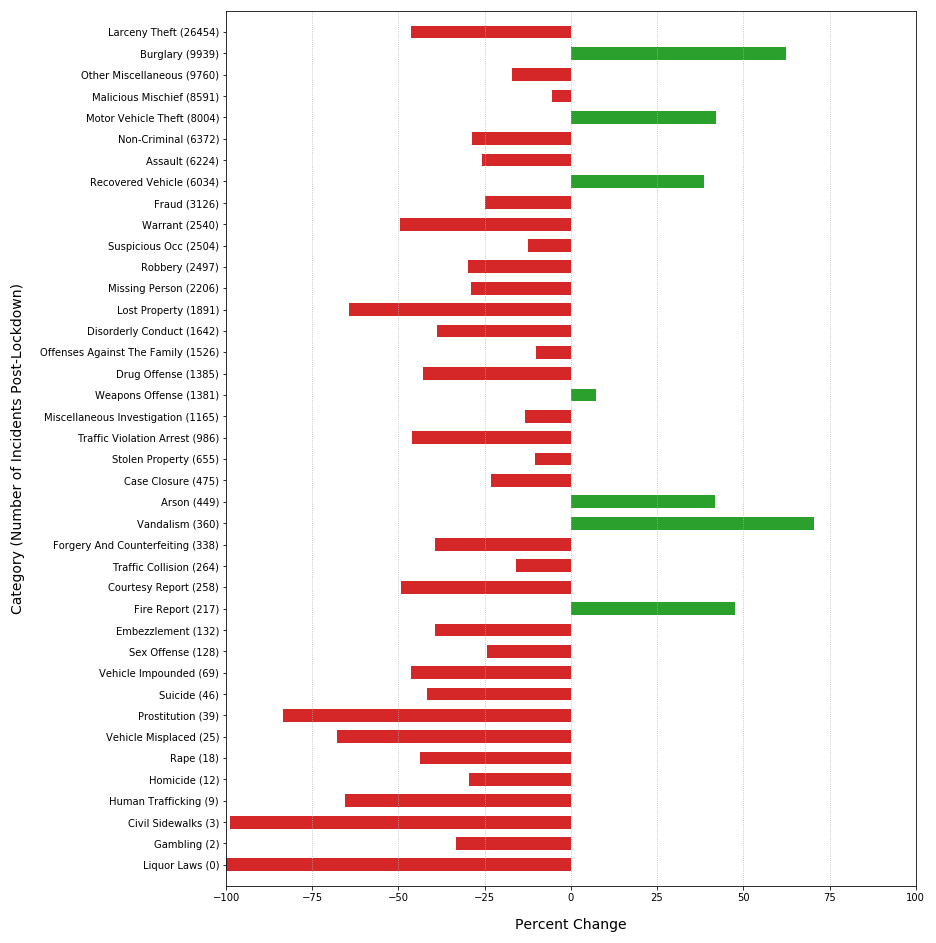 Larceny Theft (26454)
Burglary (9939)
Other Miscellaneous (9760)
Malicious Mischief (8591)
Motor Vehicle Theft (8004)
Non-Criminal (6372)
Assault (6224)
Recovered Vehicle (6034)
Fraud (3126)
Warrant (2540)
Suspicious Occ (2504)
Robbery (2497)
Missing Person (2206)
Lost Property (1891)
Disorderly Conduct (1642)
Offenses Against The Family (1526)
Drug Offense (1385)
Weapons Offense (1381)
Miscellaneous Investigation (1165)
Traffic Violation Arrest (986)
Stolen Property (655)
Case Closure (475)
Arson (449)
Vandalism (360)
Forgery And Counterfeiting (338)
Traffic Collision (264)
Courtesy Report (258)
Fire Report (217)
Embezzlement (132)
Sex Offense (128)
Vehicle Impounded (69)
Suicide (46)
Prostitution (39)
Vehicle Misplaced (25)
Rape (18)
Homicide (12)
Human Trafficking (9)
Civil Sidewalks (3)
Gambling (2)
Liquor Laws (0)
Category (Number of Incidents Post-Lockdown)
−100 −75 −50 −25 0 25 50 75 100
Percent Change